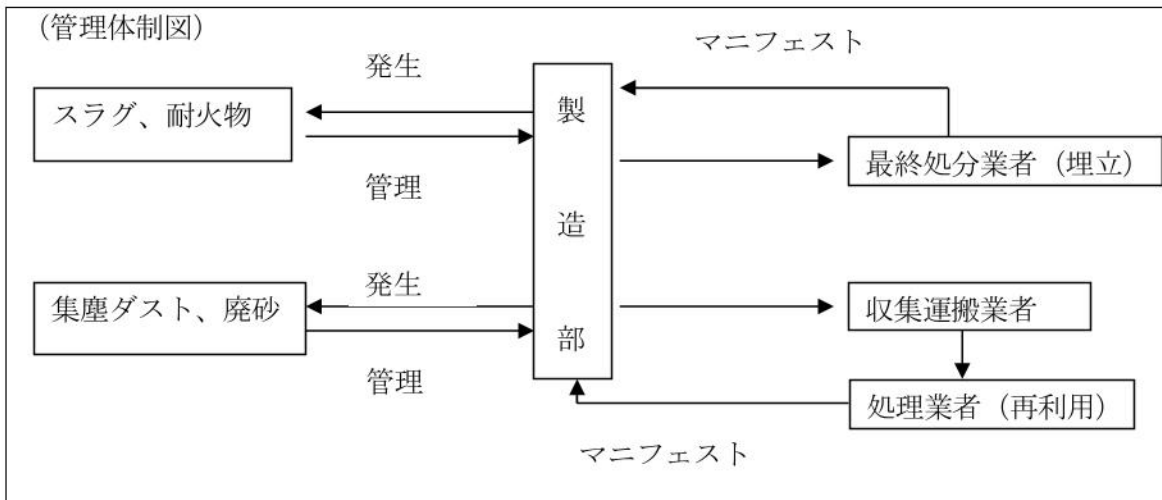 （管理体制図）
マニフェスト
発生
スラグ、耐火物
管理
製造部
最終処分業者（埋立）
発生
集塵ダスト、廃砂
管理
収集運搬業者
処理業者（再利用）
マニフェスト